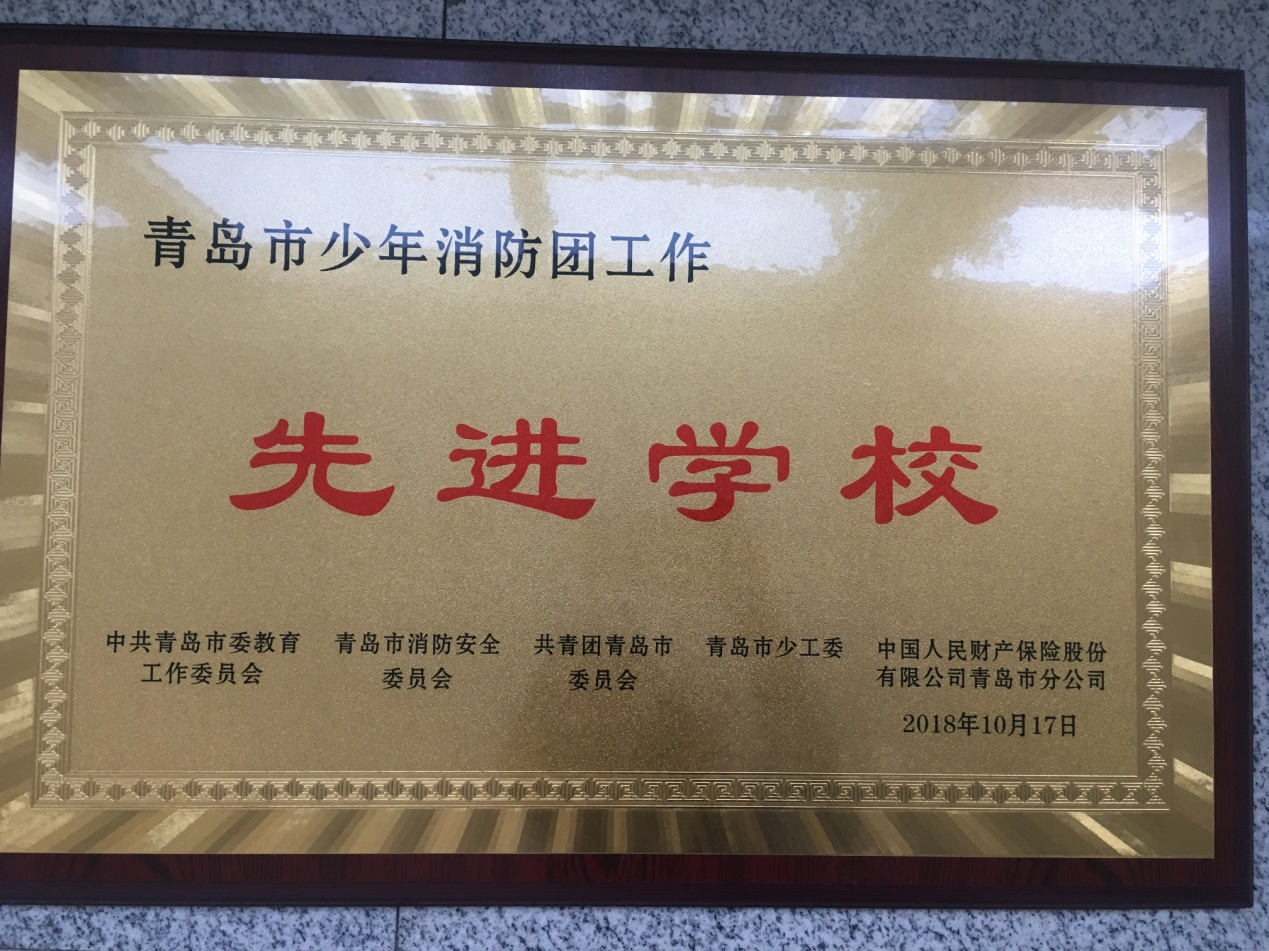 青岛市少年消防团工作
先进学校
中共青岛市委教育 青岛市消防安全 共青团青岛市 青岛市少工委 中国人民财产保险股份
工作委员会 委员会 委员会 有限公司青岛市分公司
2018年10月17日